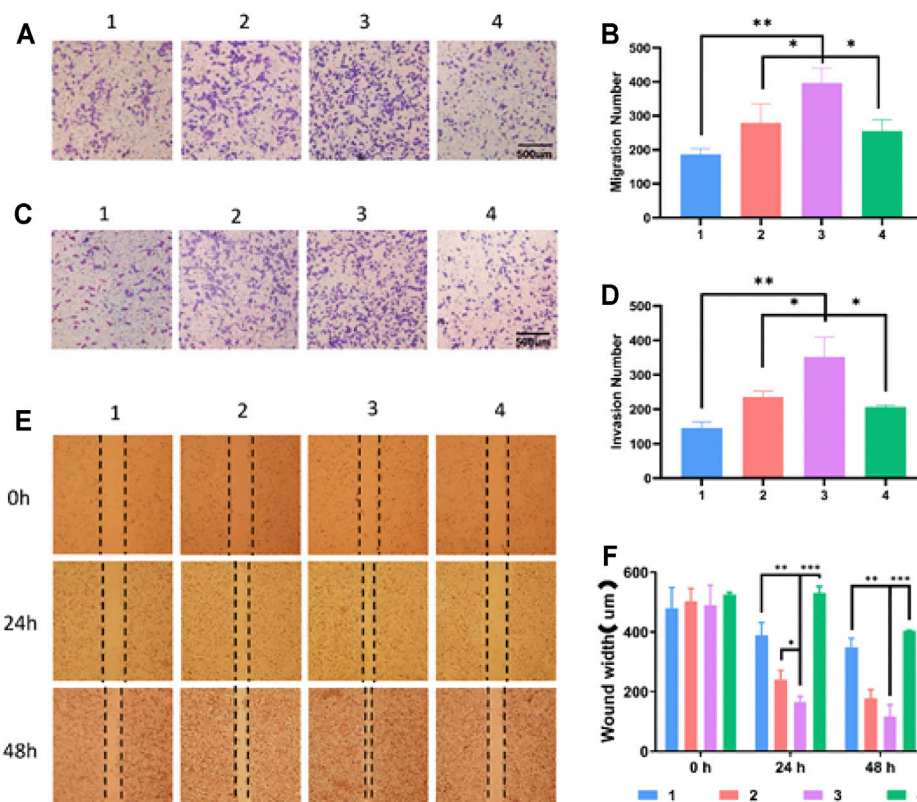 A
1 2 3 4
500um
B
**
* *
Migration Number
500
400
300
200
100
0
1 2 3 4
C
1 2 3 4
500um
D
**
* *
Invasion Number
500
400
300
200
100
0
1 2 3 4
E
1 2 3 4
0h
24h
48h
F
Wound width( um)
600
400
200
0
** ***
*
** ***
0 h 24 h 48 h
1 2 3